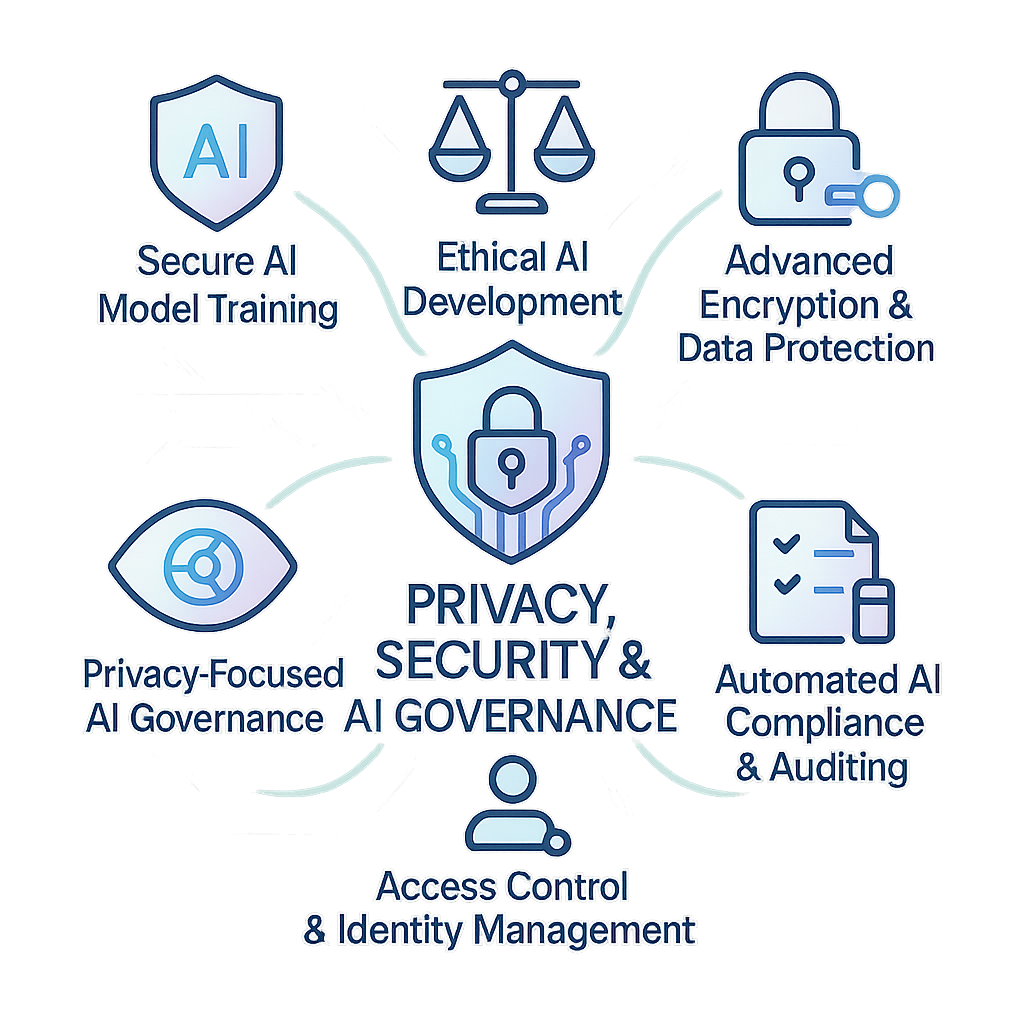 AI
Secure AI
Model Training
Ethical AI
Development
Advanced
Encryption &
Data Protection
PRIVACY,
SECURITY &
AI GOVERNANCE
Privacy-Focused
AI Governance
Automated AI
Compliance
& Auditing
Access Control
& Identity Management